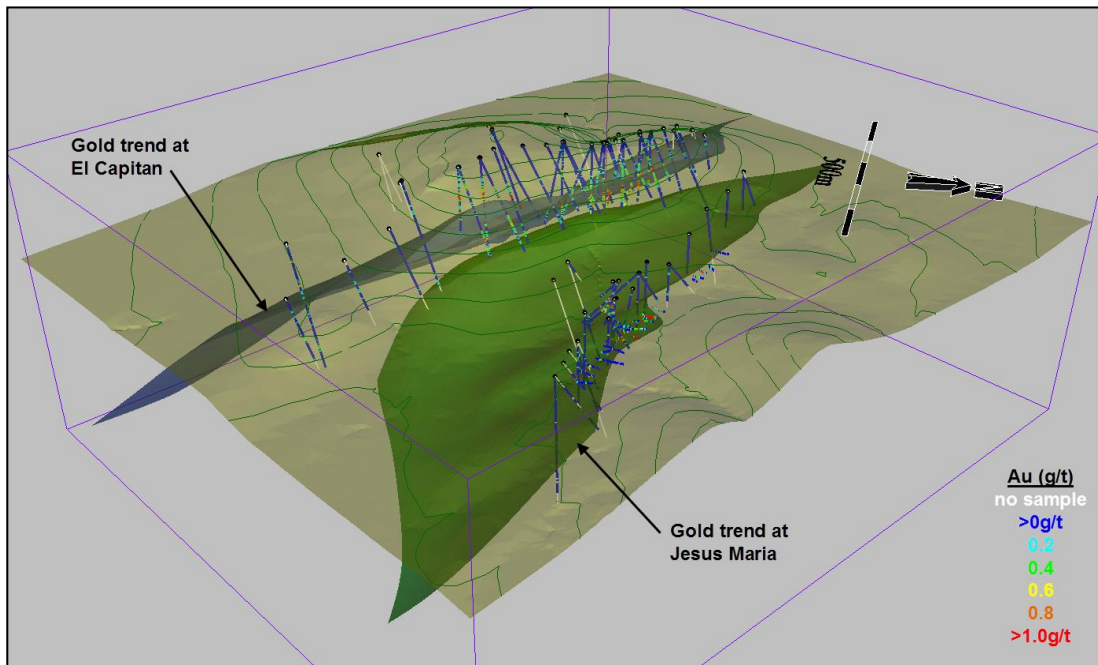 Gold trend at
El Capitan
500m
N
Gold trend at
Jesus Maria
Au (g/t)
no sample
>0g/t
0.2
0.4
0.6
0.8
>1.0g/t